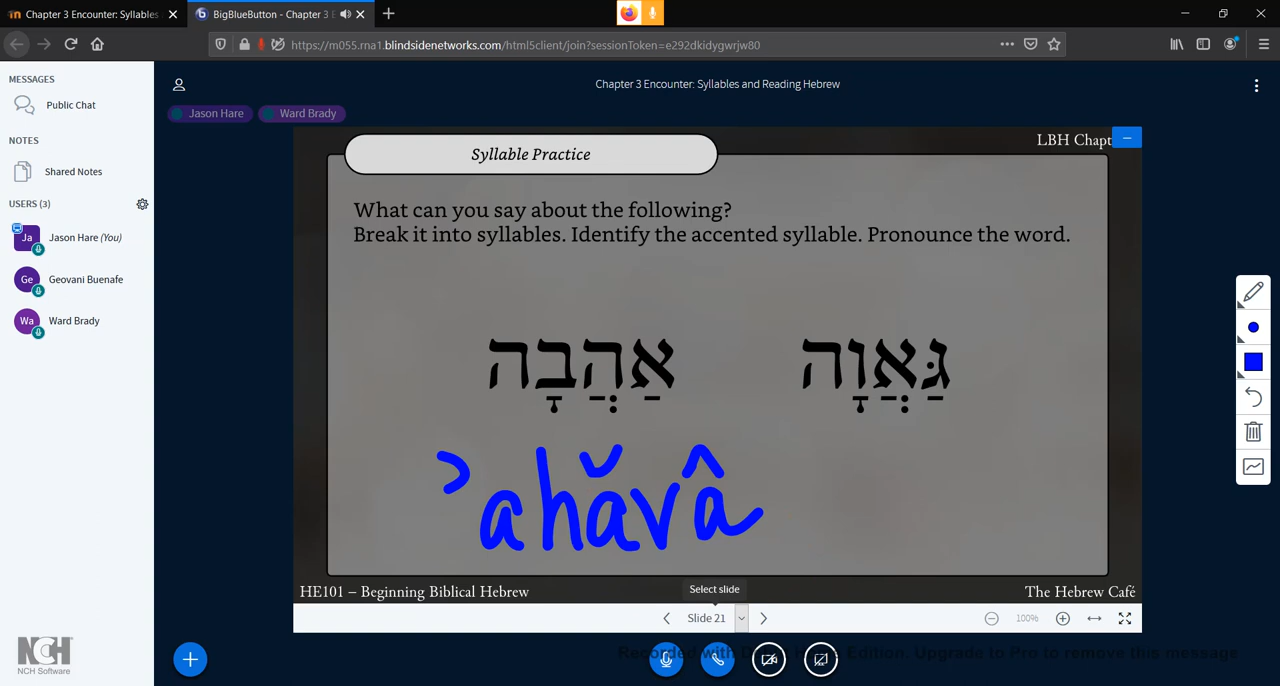 Chapter 3 Encounter: Syllables
BigBlueButton - Chapter 3 E
https://m055.rna1.blindsidenetworks.com/html5client/join?sessionToken=e292dkidygwrjw80
MESSAGES
Public Chat
NOTES
Shared Notes
USERS (3)
Ja
Jason Hare (You)
Ge
Geovani Buenafe
Wa
Ward Brady
Chapter 3 Encounter: Syllables and Reading Hebrew
Jason Hare
Ward Brady
LBH Chapt
Syllable Practice
What can you say about the following?
Break it into syllables. Identify the accented syllable. Pronounce the word.
גַּאֲוָה
אַהֲבָה
ʾahăvâ
HE101 – Beginning Biblical Hebrew
The Hebrew Café
Select slide
Slide 21
100%
NCH
NCH Software
Edition. Upgrade to Pro to remove this message